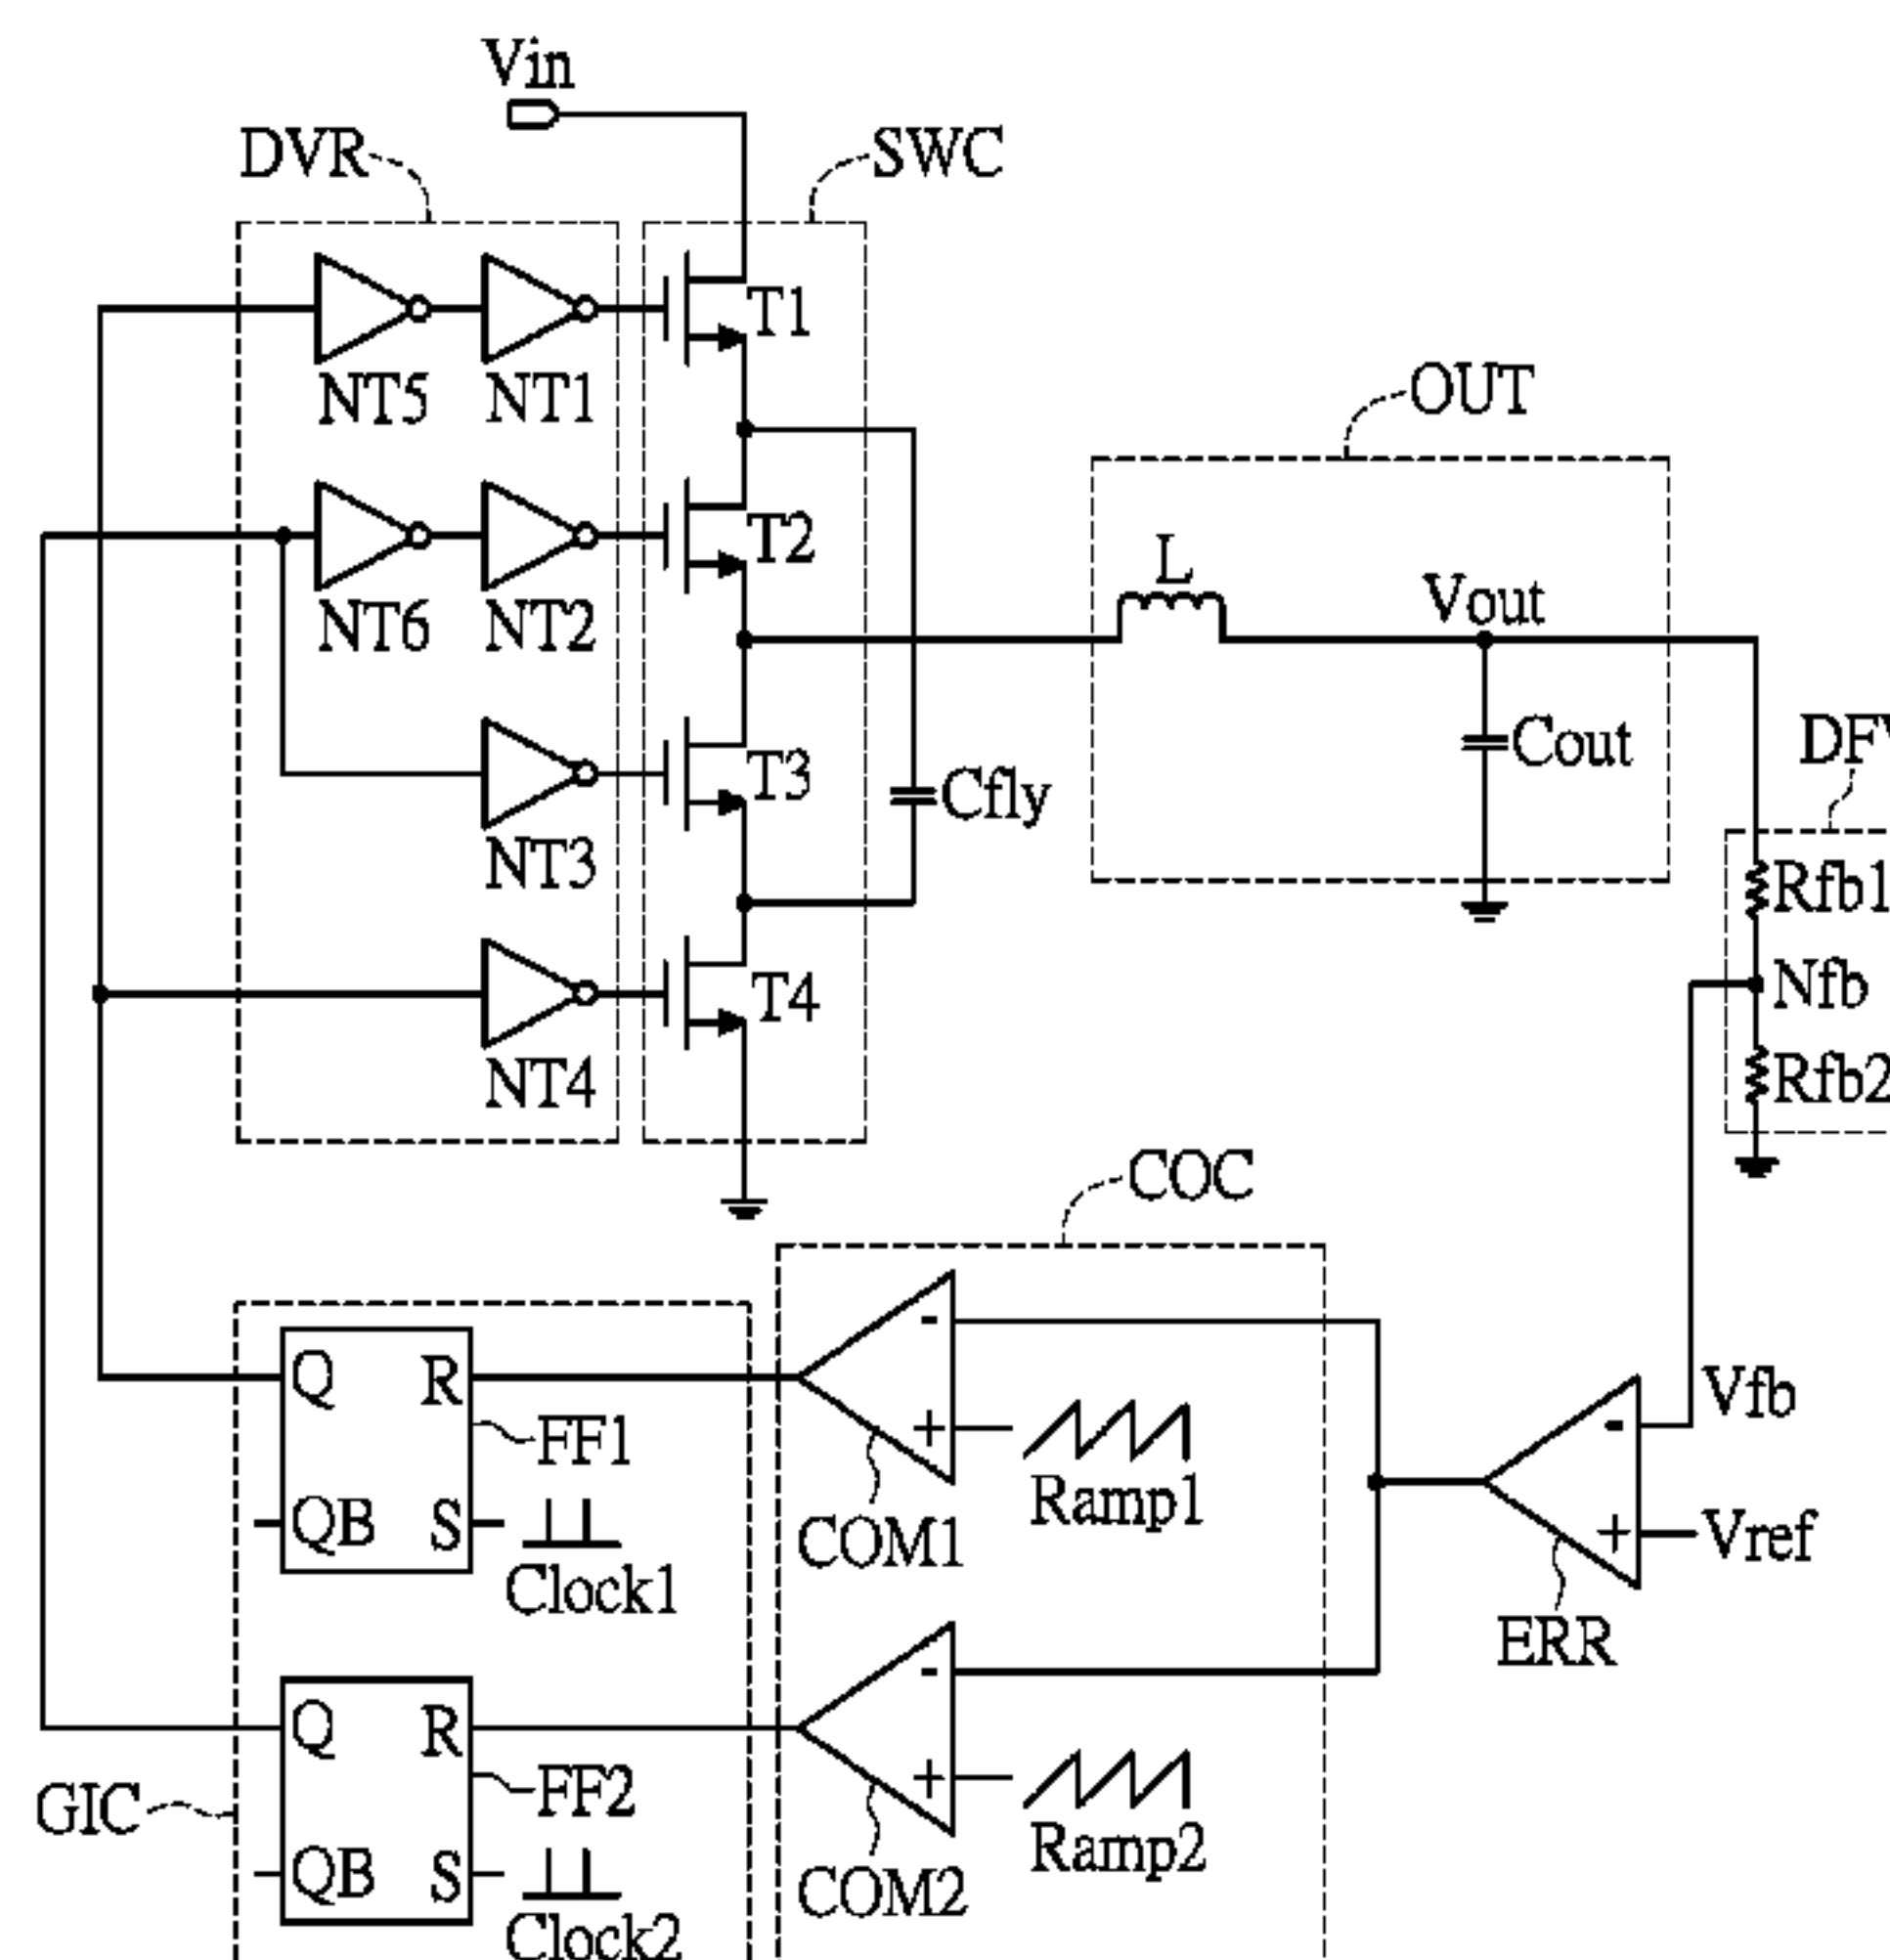 Vin
DVR
SWC
T1
NT5
NT1
OUT
T2
NT6
NT2
L
Vout
T3
Cfly
Cout
NT3
Rfb1
T4
Nfb
NT4
Rfb2
COC
Q
R
-
Vfb
FF1
+
-
QB
S
Ramp1
Vref
+
Clock1
COM1
ERR
-
Q
R
FF2
+
GIC
QB
S
Ramp2
COM2
Clock2